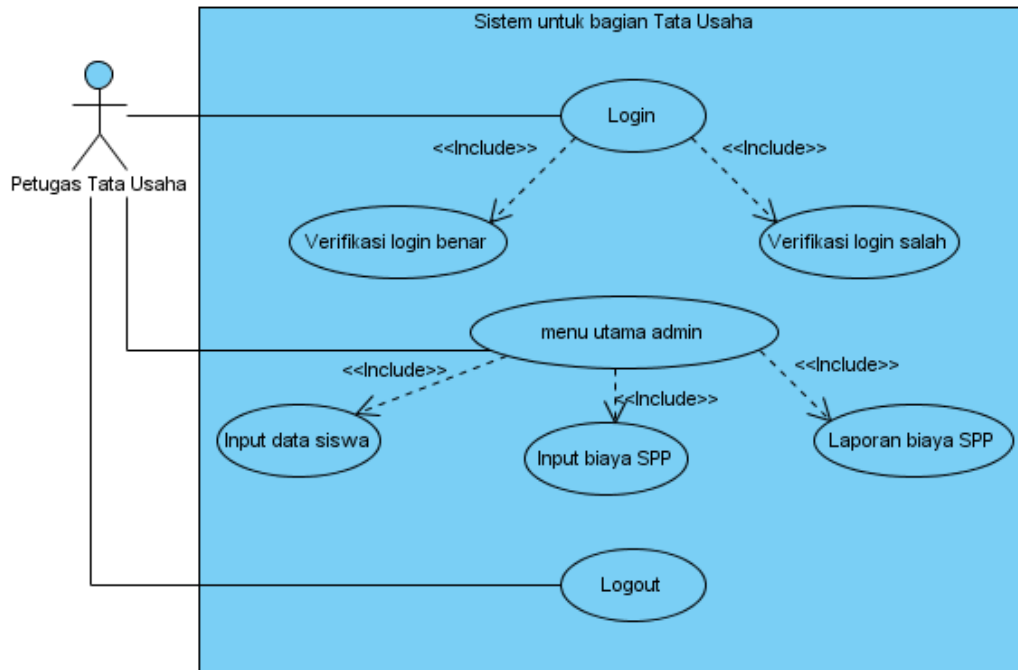 Sistem untuk bagian Tata Usaha
Login
<<Include>>
<<Include>>
Petugas Tata Usaha
Verifikasi login benar
Verifikasi login salah
menu utama admin
<<Include>>
<<Include>>
<<Include>>
Input data siswa
Input biaya SPP
Laporan biaya SPP
Logout